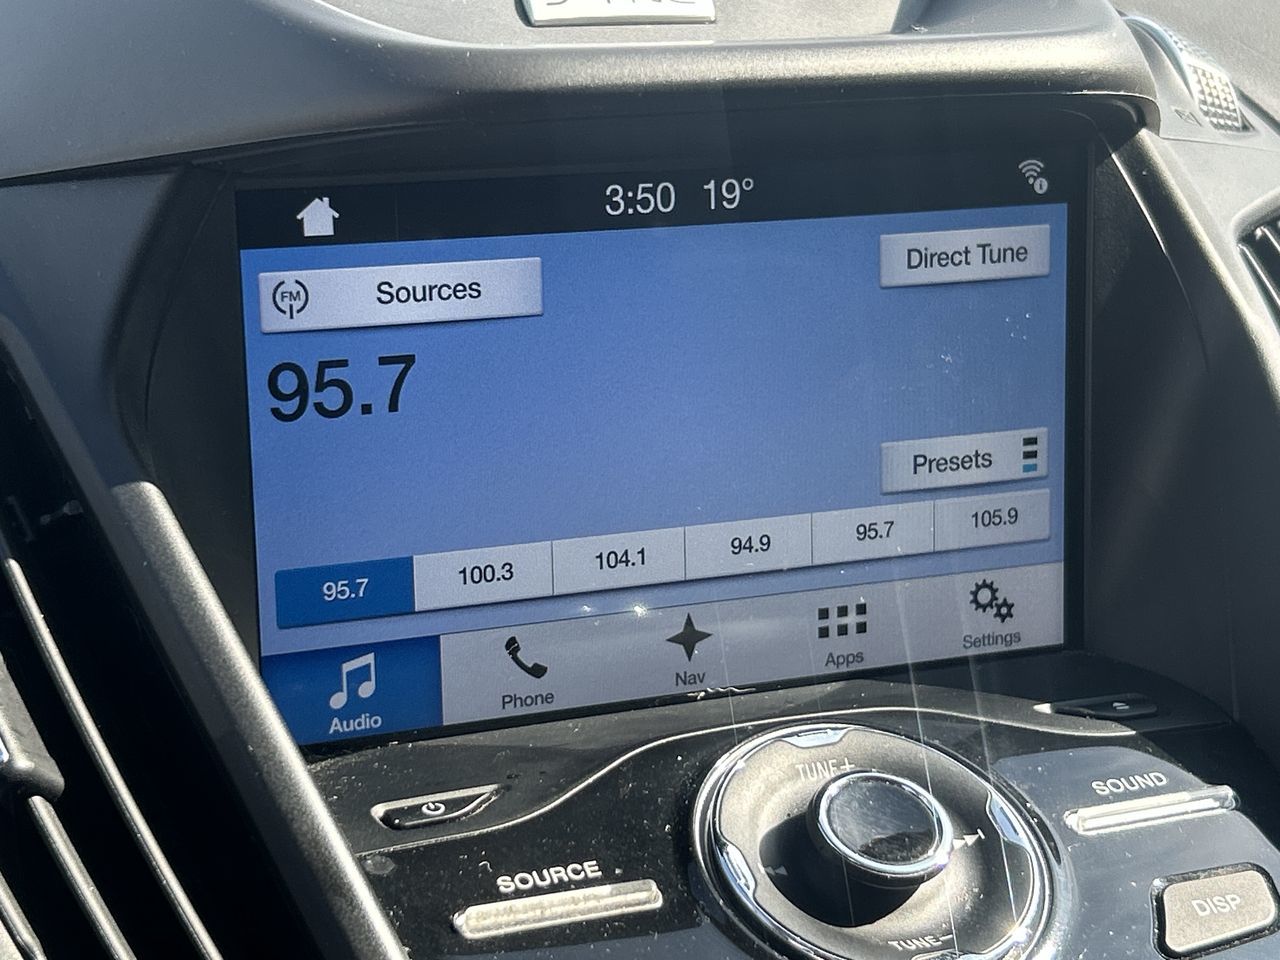 3:50 19°
FM Sources
Direct Tune
95.7
Presets
95.7 100.3 104.1 94.9 95.7 105.9
Audio Phone Nav Apps Settings
TUNE+
SOUND
SOURCE
DISP
TUNE−